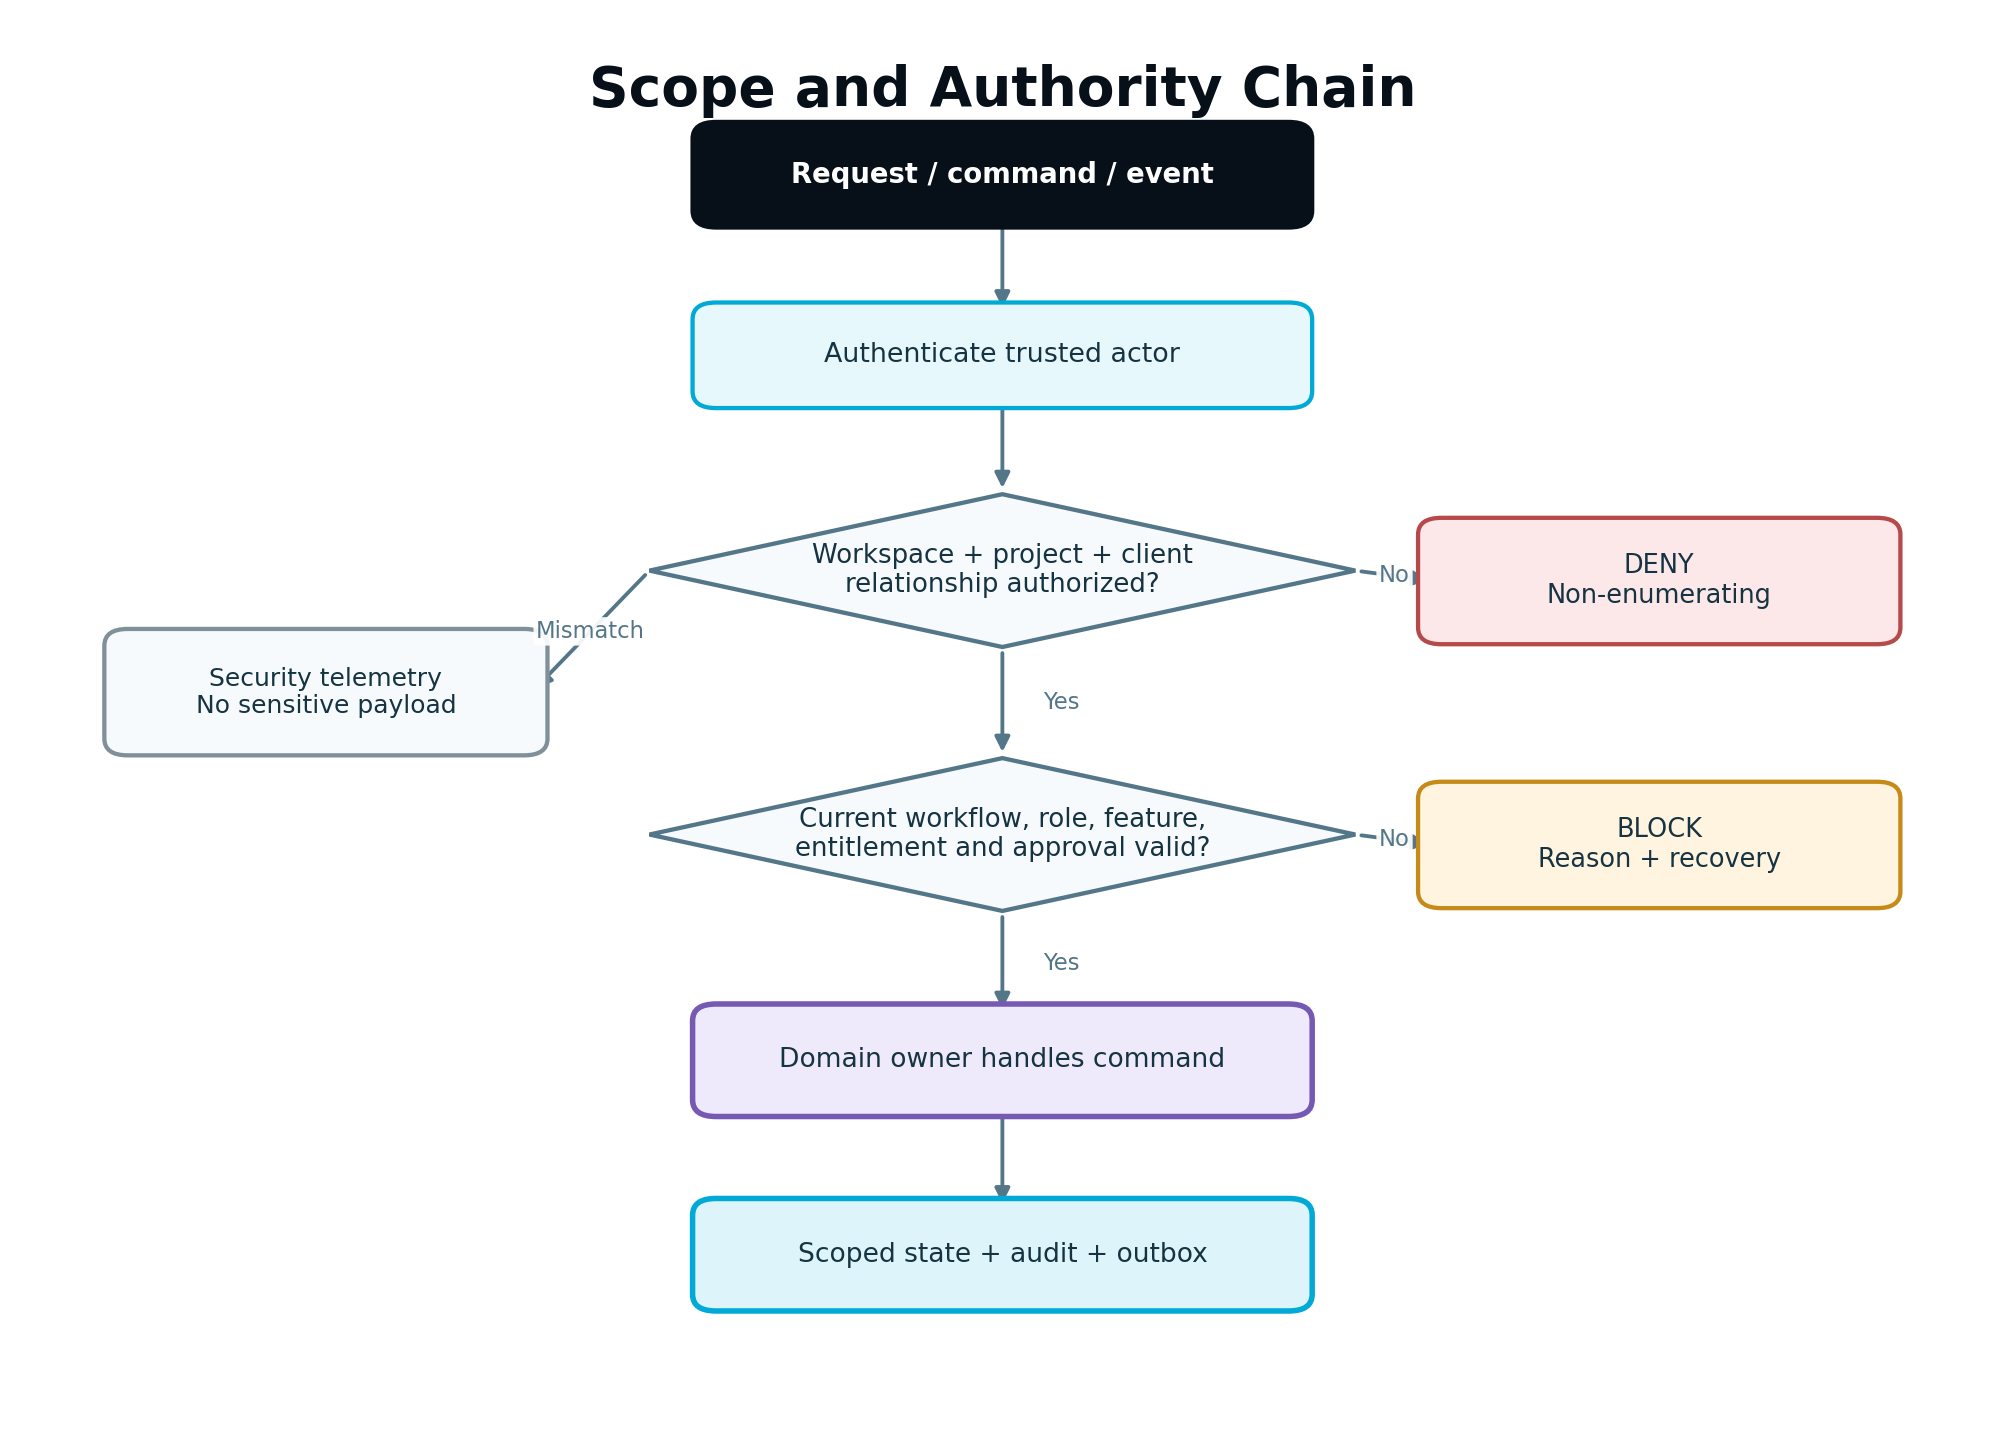 Scope and Authority Chain
Request / command / event
Authenticate trusted actor
Workspace + project + client
relationship authorized?
No
DENY
Non-enumerating
Mismatch
Security telemetry
No sensitive payload
Yes
Current workflow, role, feature,
entitlement and approval valid?
No
BLOCK
Reason + recovery
Yes
Domain owner handles command
Scoped state + audit + outbox